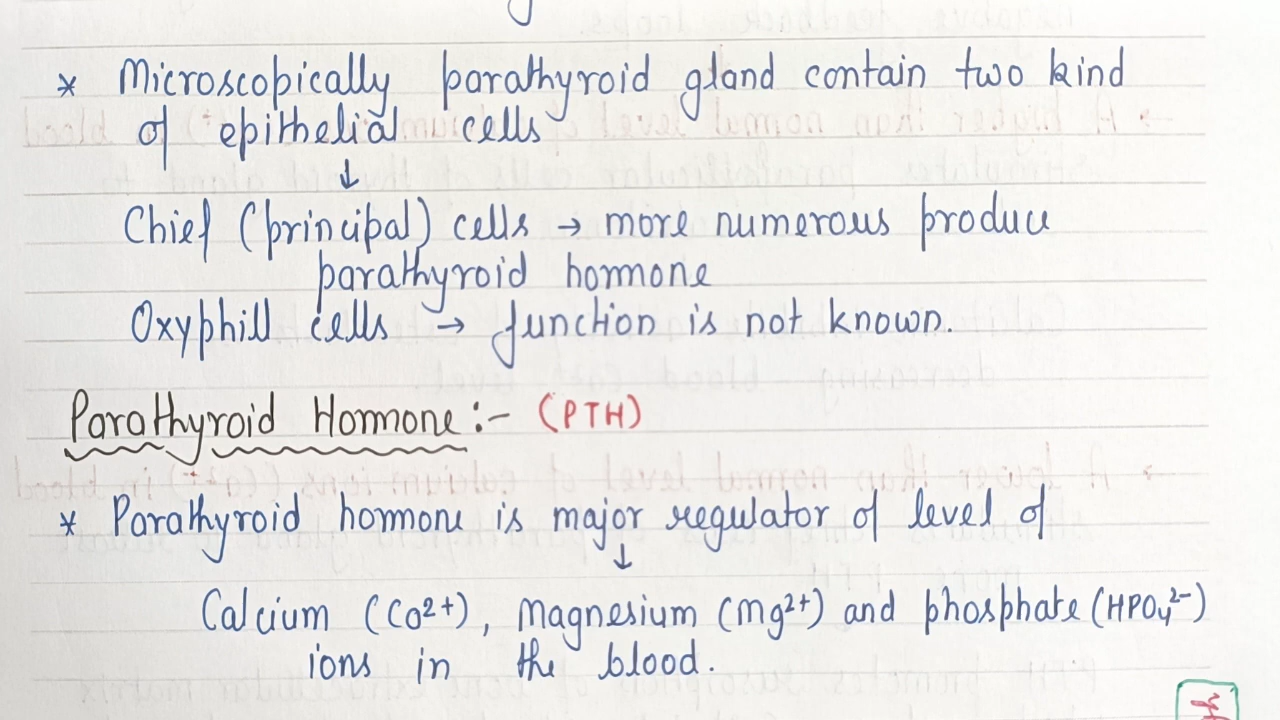 * Microscopically parathyroid gland contain two kind
of epithelial cells
↓
Chief (principal) cells → more numerous produce
parathyroid hormone
Oxyphill cells → function is not known.
Parathyroid Hormone :- (PTH)
* Parathyroid hormone is major regulator of level of
↓
Calcium (Ca²⁺), Magnesium (Mg²⁺) and phosphate (HPO₄²⁻)
ions in the blood.